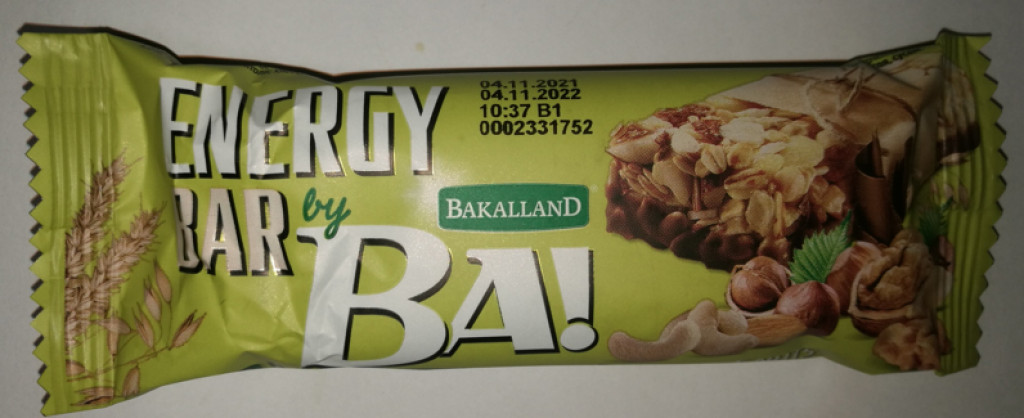 ENERGY
BAR by
BA!
BAKALLAND
04.11.2021
04.11.2022
10:37 B1
0002331752